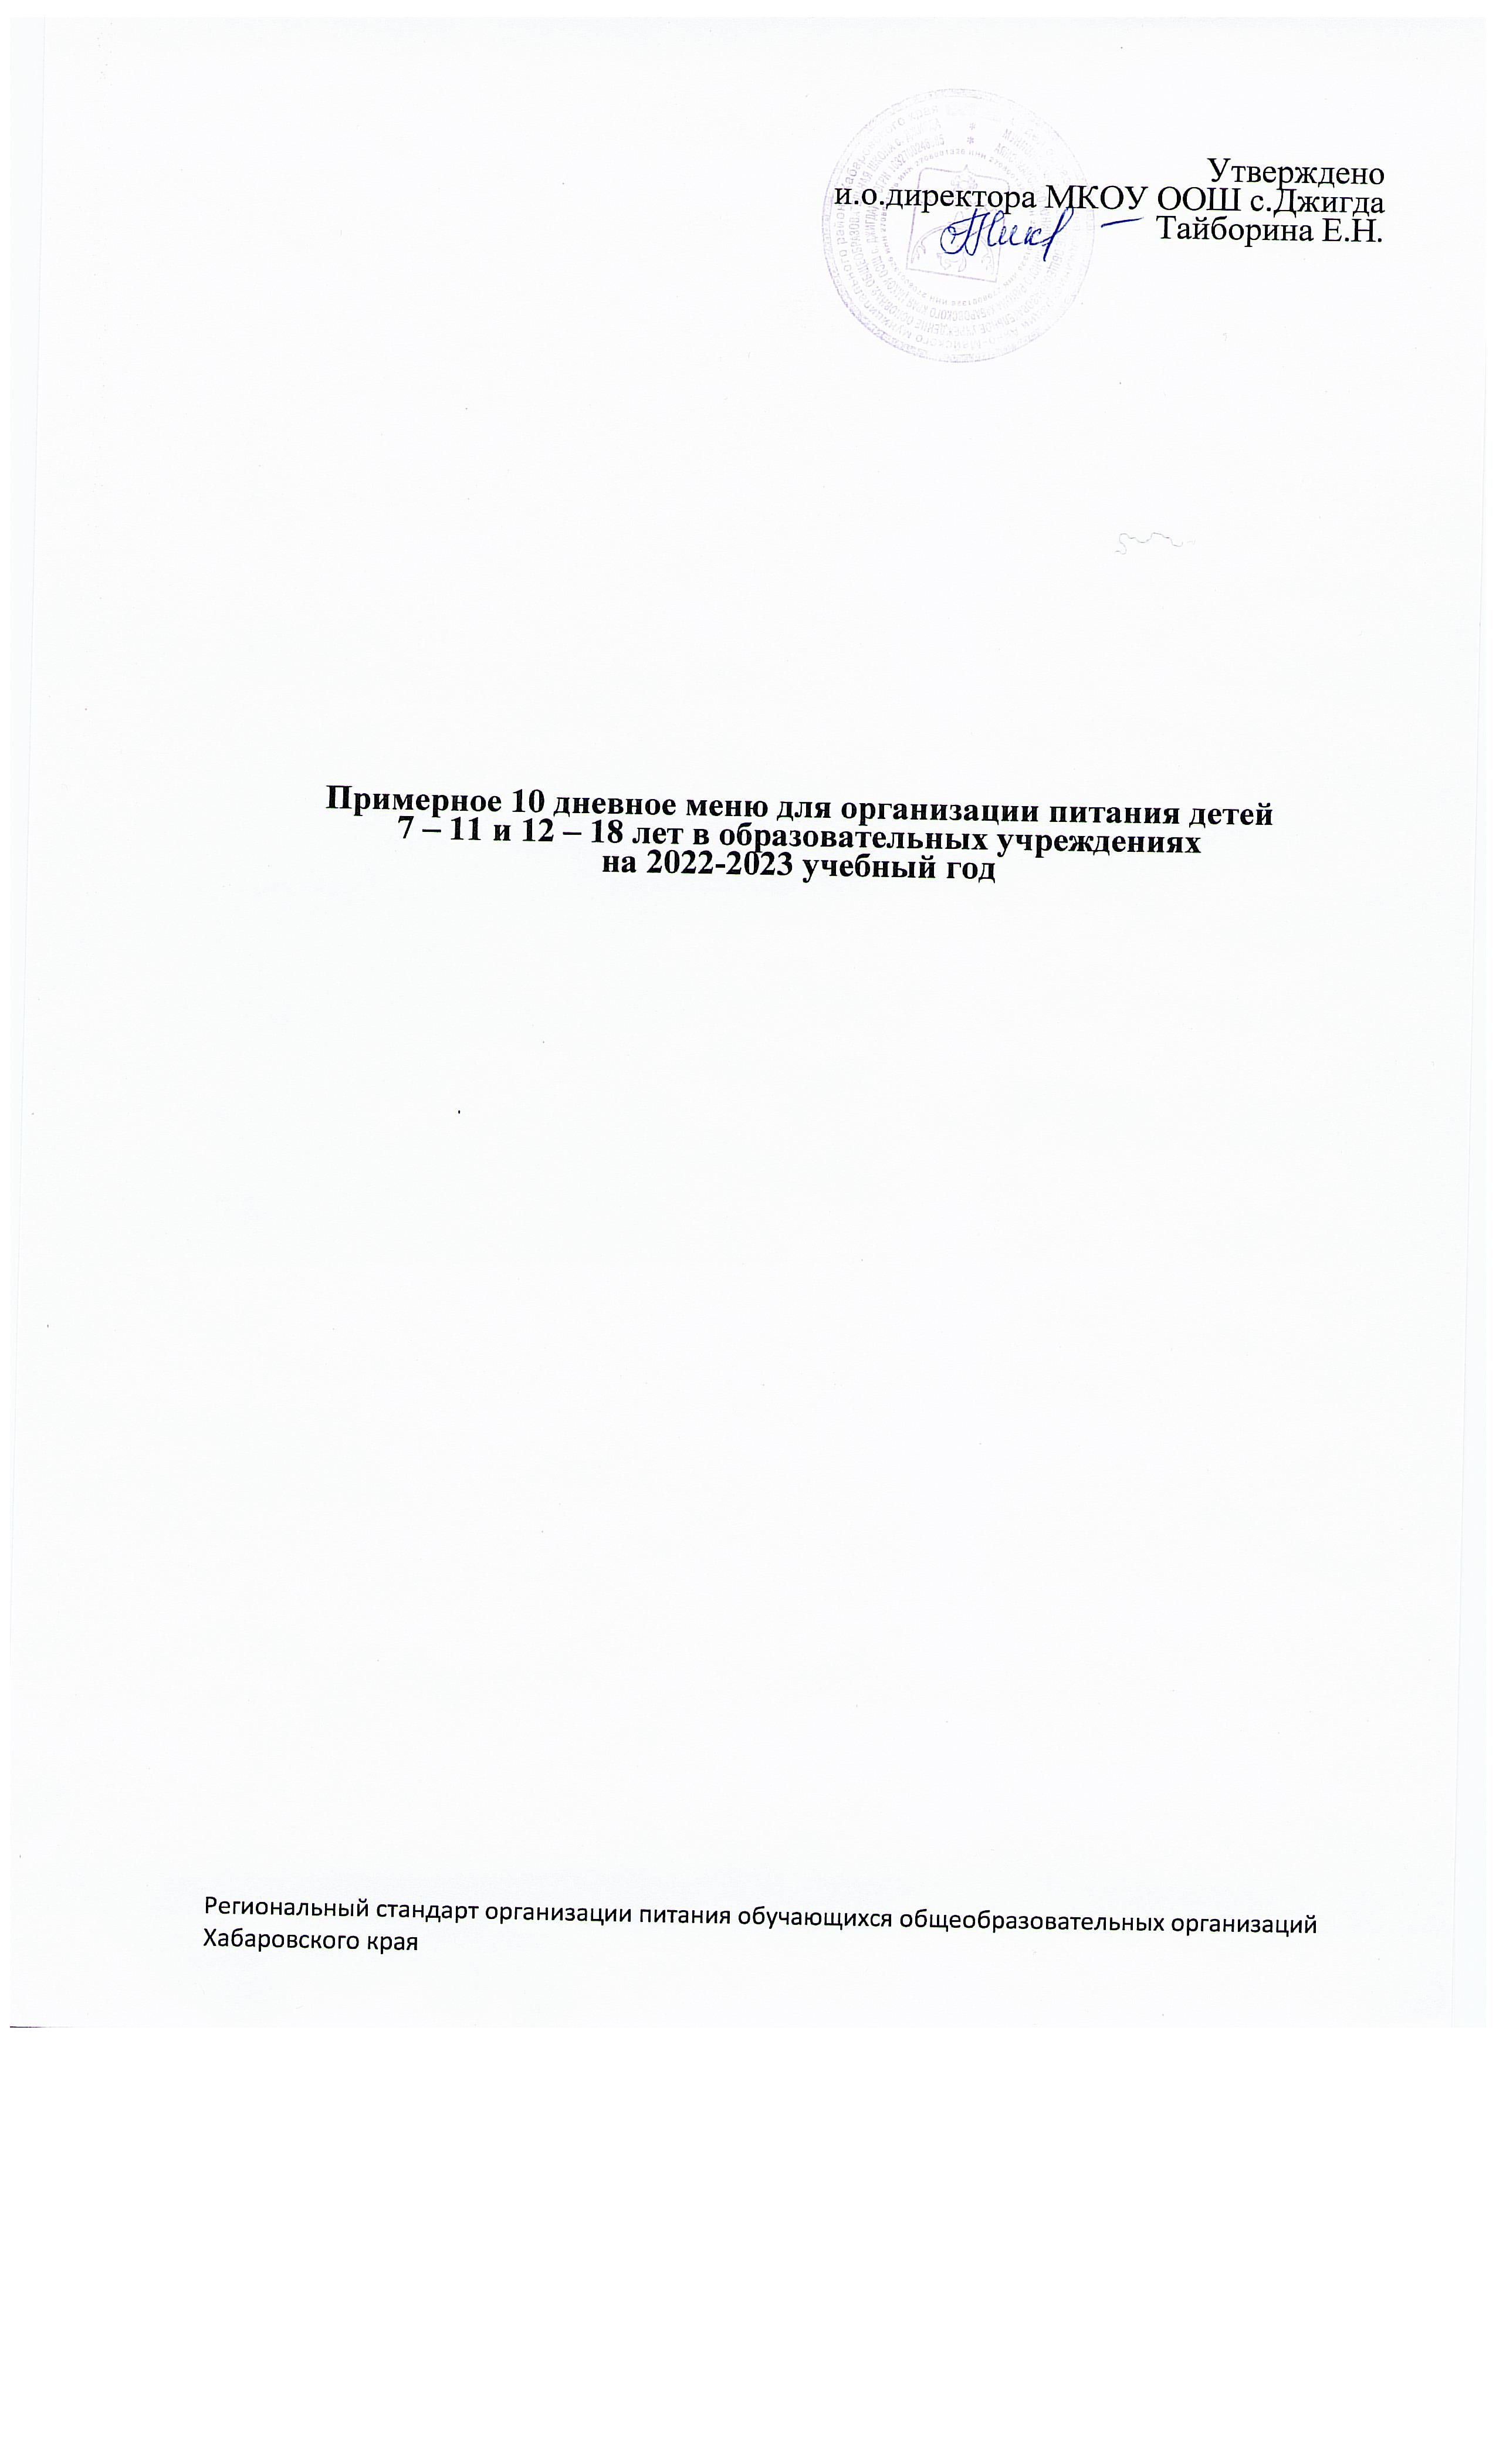 Утверждено
и.о.директора МКОУ ООШ с.Джигда
Тайборина Е.Н.
Примерное 10 дневное меню для организации питания детей
7 – 11 и 12 – 18 лет в образовательных учреждениях
на 2022-2023 учебный год
Региональный стандарт организации питания обучающихся общеобразовательных организаций
Хабаровского края